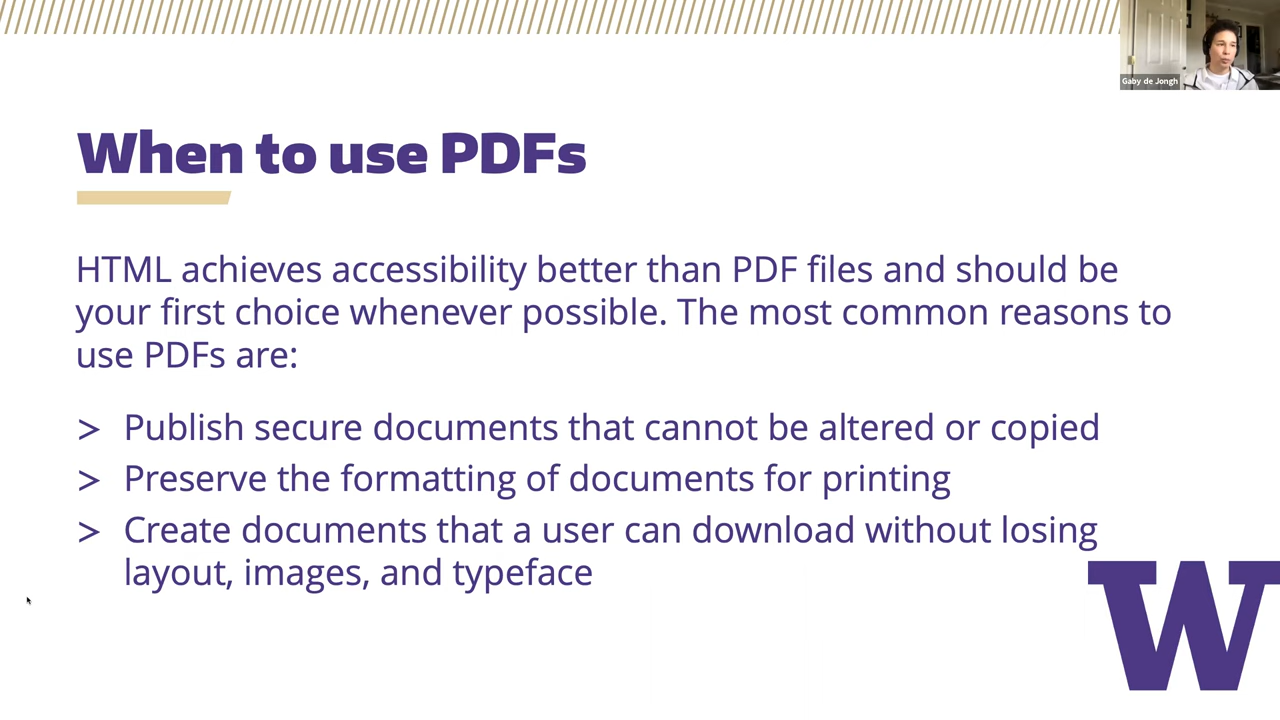 Gaby de Jongh
When to use PDFs
HTML achieves accessibility better than PDF files and should be
your first choice whenever possible. The most common reasons to
use PDFs are:
> Publish secure documents that cannot be altered or copied
> Preserve the formatting of documents for printing
> Create documents that a user can download without losing
layout, images, and typeface
W